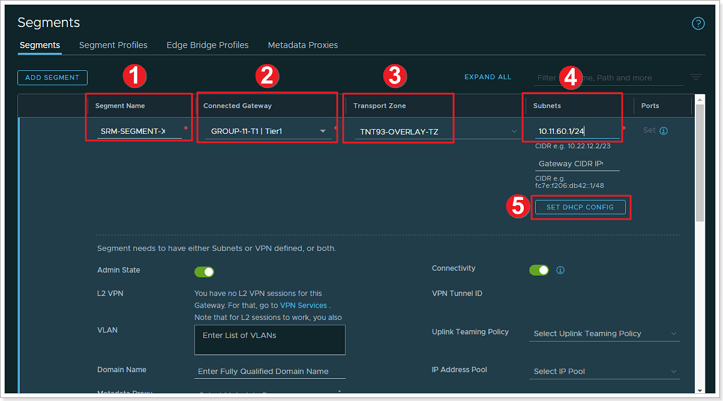 Segments
?
Segments Segment Profiles Edge Bridge Profiles Metadata Proxies
1 2 3 4
ADD SEGMENT EXPAND ALL Filter Name, Path and more
Segment Name Connected Gateway Transport Zone Subnets Ports
SRM-SEGMENT-X * GROUP-11-T1 | Tier1 * TNT93-OVERLAY-TZ 10.11.60.1/24 * Set
CIDR e.g. 10.22.12.2/23
Gateway CIDR IPv
CIDR e.g.
fc7e:f206:db42::1/48
5 SET DHCP CONFIG
Segment needs to have either Subnets or VPN defined, or both.
Admin State Connectivity
L2 VPN You have no L2 VPN sessions for this VPN Tunnel ID
Gateway. For that, go to VPN Services .
Note that for L2 sessions to work, you also
VLAN Enter List of VLANs Uplink Teaming Policy Select Uplink Teaming Policy
Domain Name Enter Fully Qualified Domain Name IP Address Pool Select IP Pool
Metadata Proxy